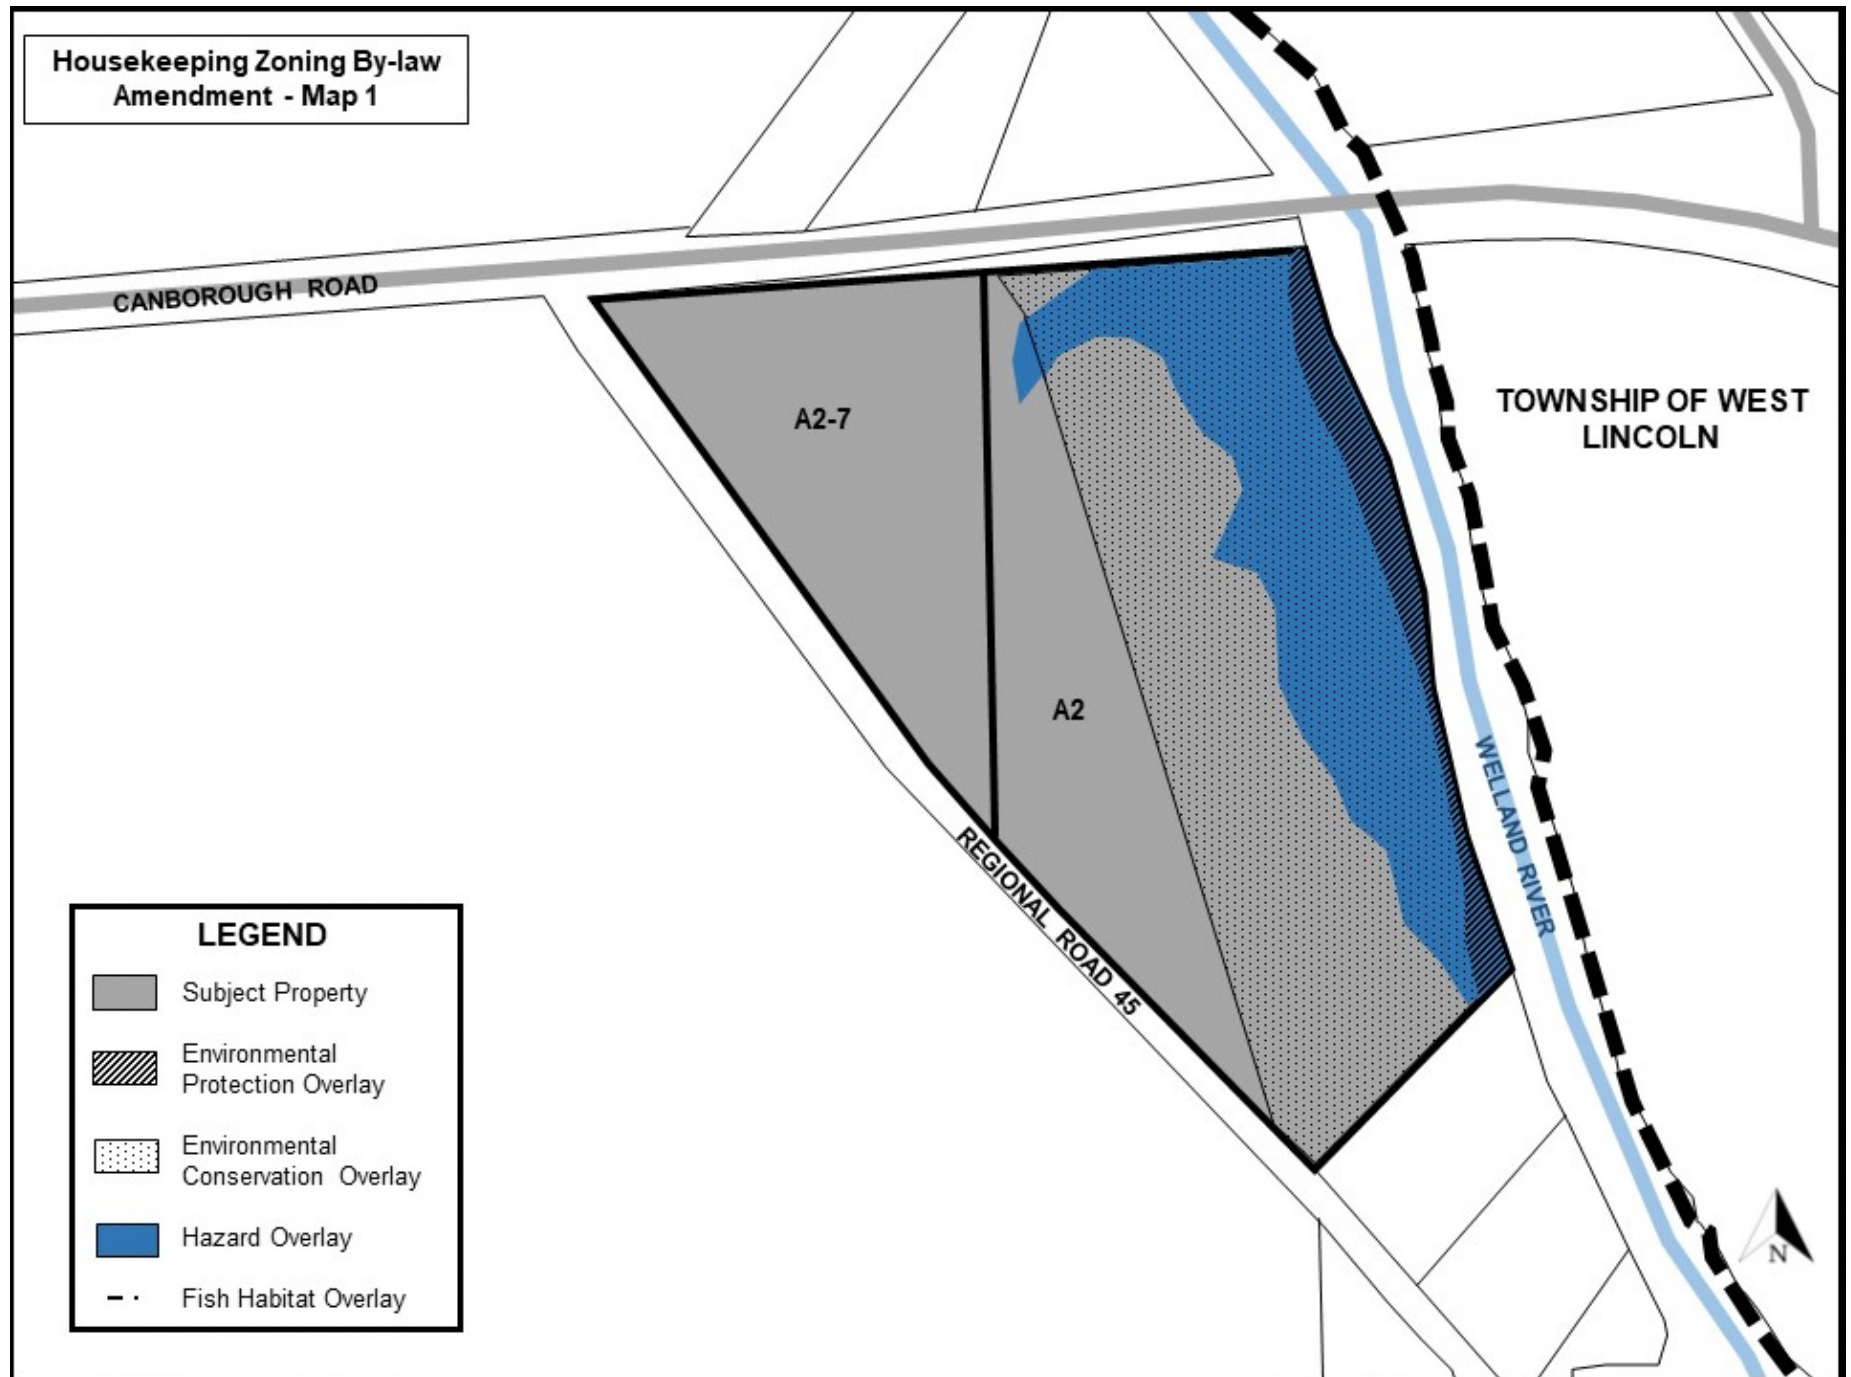 Housekeeping Zoning By-law
Amendment - Map 1
CANBOROUGH ROAD
A2-7
TOWNSHIP OF WEST
LINCOLN
A2
WELLAND RIVER
REGIONAL ROAD 45
LEGEND
Subject Property
Environmental
Protection Overlay
Environmental
Conservation Overlay
Hazard Overlay
Fish Habitat Overlay
N